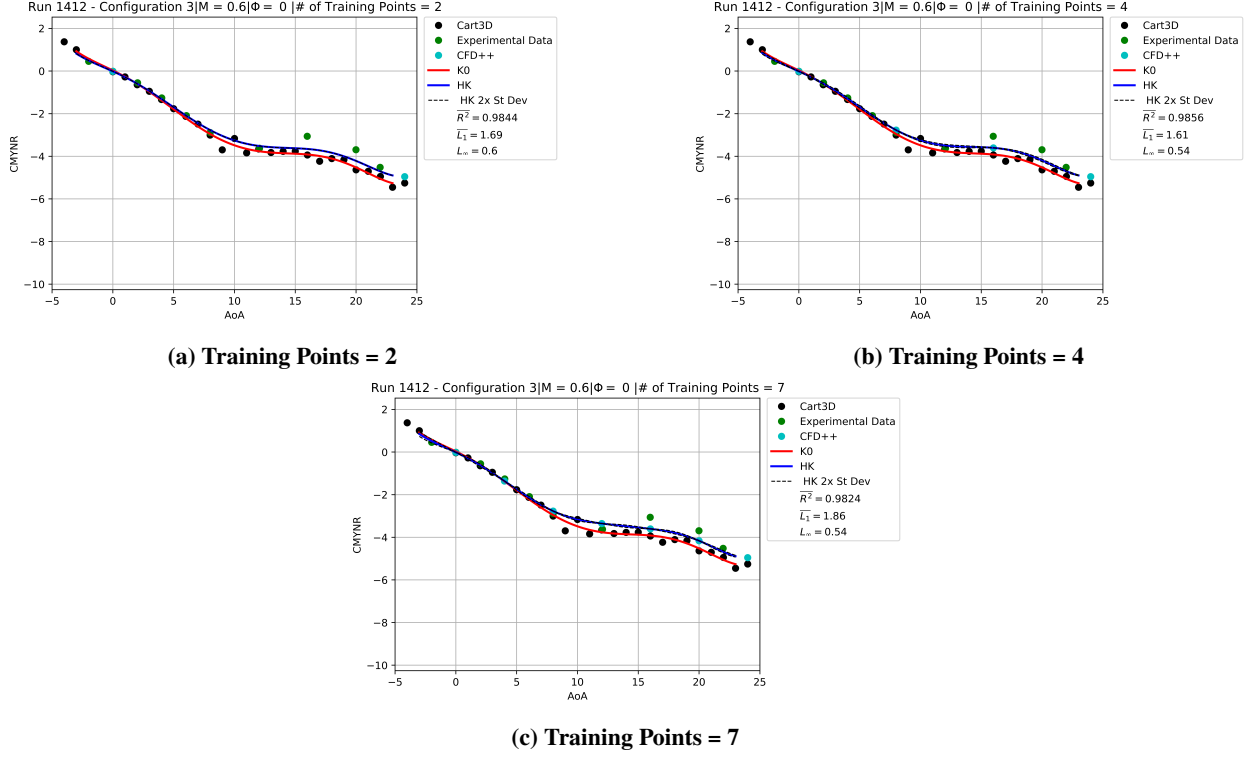 Run 1412 - Configuration 3|M = 0.6|Φ = 0 |# of Training Points = 2
Cart3D
Experimental Data
CFD++
K0
HK
HK 2x St Dev
R² = 0.9844
L₁ = 1.69
L∞ = 0.6
2
0
−2
−4
−6
−8
−10
CMYNR
−5 0 5 10 15 20 25
AoA
(a) Training Points = 2
Run 1412 - Configuration 3|M = 0.6|Φ = 0 |# of Training Points = 4
Cart3D
Experimental Data
CFD++
K0
HK
HK 2x St Dev
R² = 0.9856
L₁ = 1.61
L∞ = 0.54
2
0
−2
−4
−6
−8
−10
CMYNR
−5 0 5 10 15 20 25
AoA
(b) Training Points = 4
Run 1412 - Configuration 3|M = 0.6|Φ = 0 |# of Training Points = 7
Cart3D
Experimental Data
CFD++
K0
HK
HK 2x St Dev
R² = 0.9824
L₁ = 1.86
L∞ = 0.54
2
0
−2
−4
−6
−8
−10
CMYNR
−5 0 5 10 15 20 25
AoA
(c) Training Points = 7